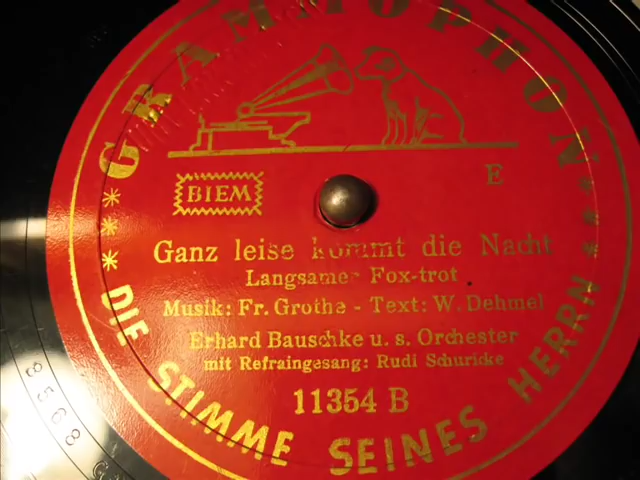 GRAMMOPHON
BIEM
E
Ganz leise kommt die Nacht
Langsamer Fox-trot
Musik: Fr. Grothe - Text: W. Dehmel
Erhard Bauschke u. s. Orchester
mit Refraingesang: Rudi Schuricke
11354 B
*** DIE STIMME SEINES HERRN ***
8568